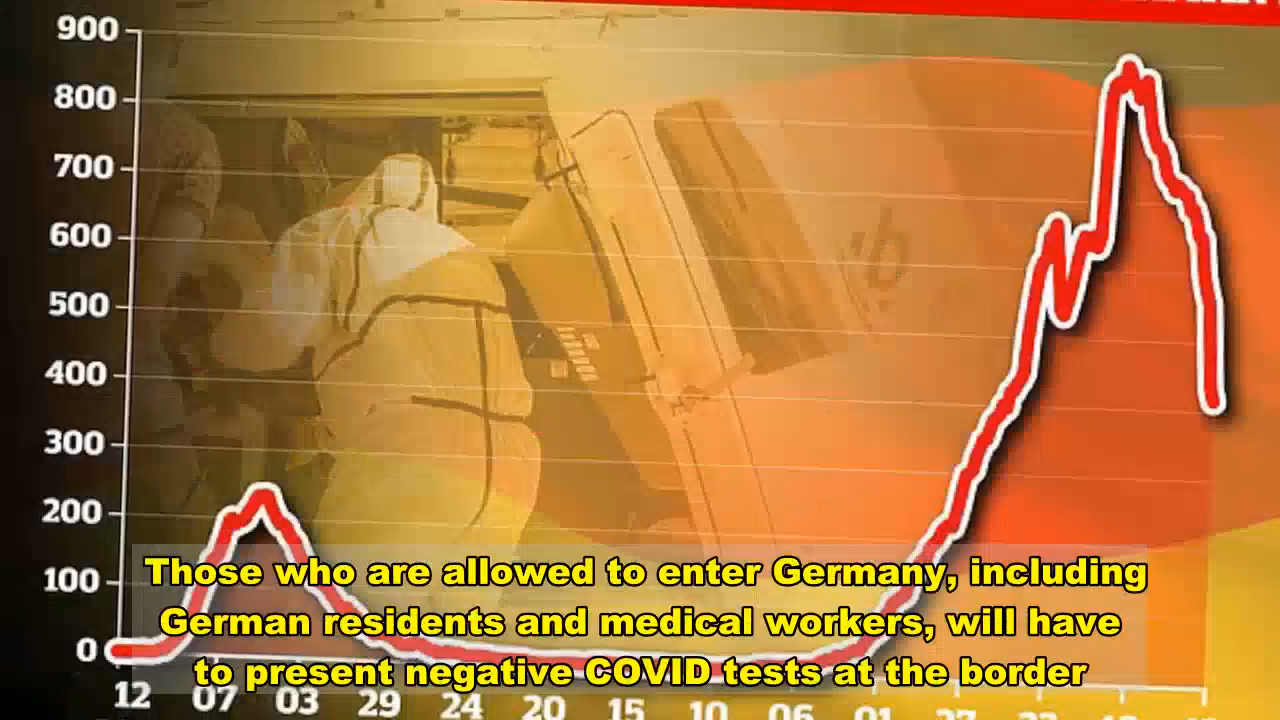 900
800
700
600
500
400
300
200
100
0
Those who are allowed to enter Germany, including
German residents and medical workers, will have
to present negative COVID tests at the border
12 07 03 29 24 20 15 10 06 01 27